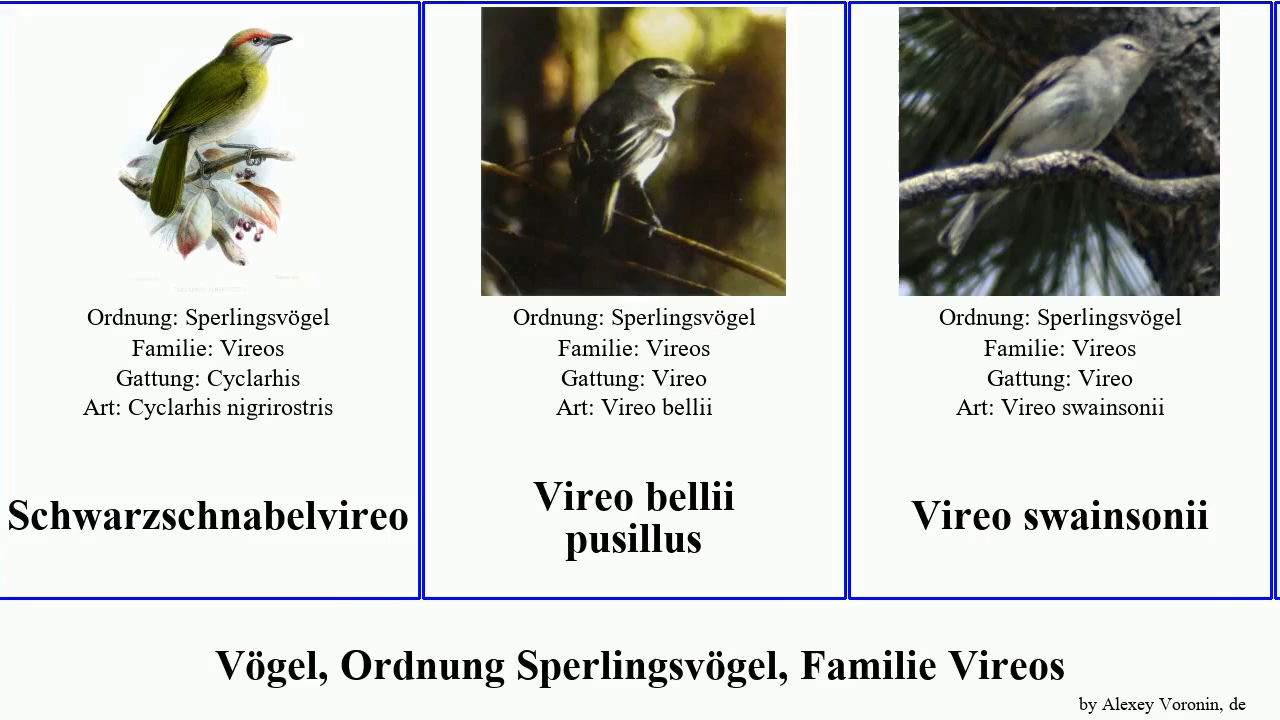 Ordnung: Sperlingsvögel
Familie: Vireos
Gattung: Cyclarhis
Art: Cyclarhis nigrirostris
Schwarzschnabelvireo
Ordnung: Sperlingsvögel
Familie: Vireos
Gattung: Vireo
Art: Vireo bellii
Vireo bellii
pusillus
Ordnung: Sperlingsvögel
Familie: Vireos
Gattung: Vireo
Art: Vireo swainsonii
Vireo swainsonii
Vögel, Ordnung Sperlingsvögel, Familie Vireos
by Alexey Voronin, de